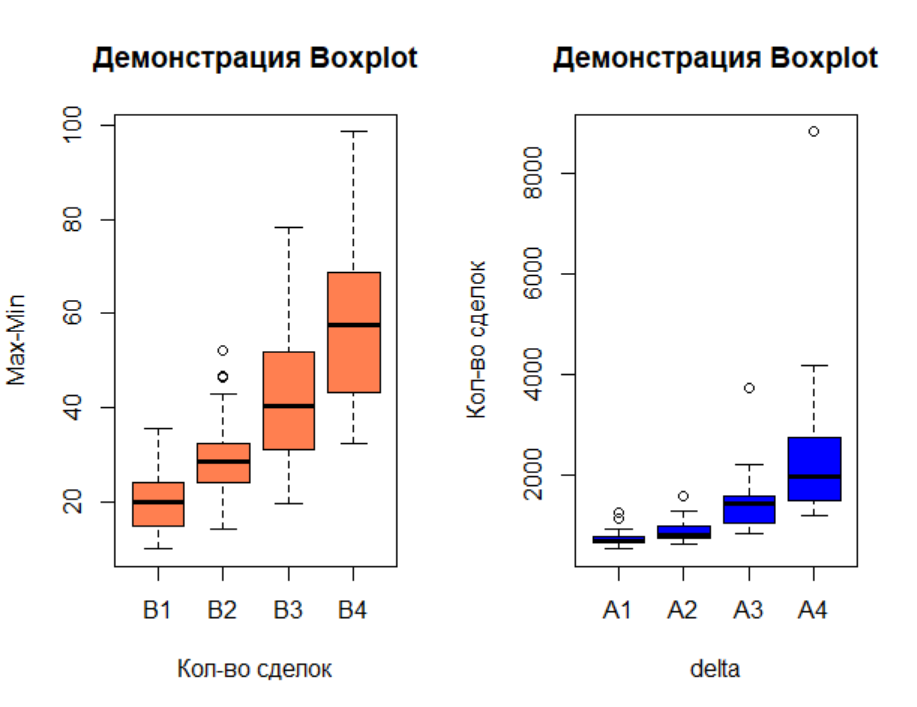 Демонстрация Boxplot
Max-Min
100
80
60
40
20
B1 B2 B3 B4
Кол-во сделок
Демонстрация Boxplot
Кол-во сделок
8000
6000
4000
2000
A1 A2 A3 A4
delta